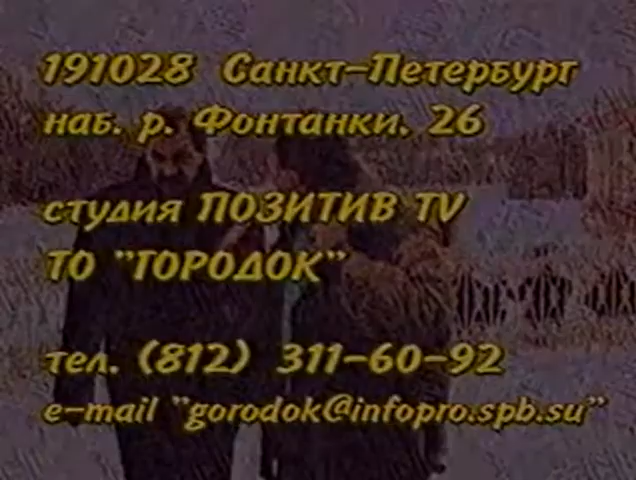 191028 Санкт-Петербург
наб. р. Фонтанки, 26
студия ПОЗИТИВ TV
ТО "ГОРОДОК"
тел. (812) 311-60-92
e-mail "gorodok@infopro.spb.su"